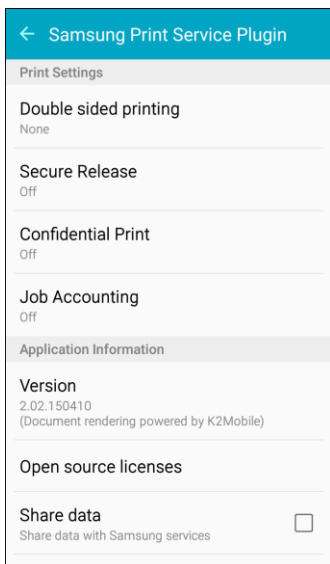 Samsung Print Service Plugin
Print Settings
Double sided printing
None
Secure Release
Off
Confidential Print
Off
Job Accounting
Off
Application Information
Version
2.02.150410
(Document rendering powered by K2Mobile)
Open source licenses
Share data
Share data with Samsung services